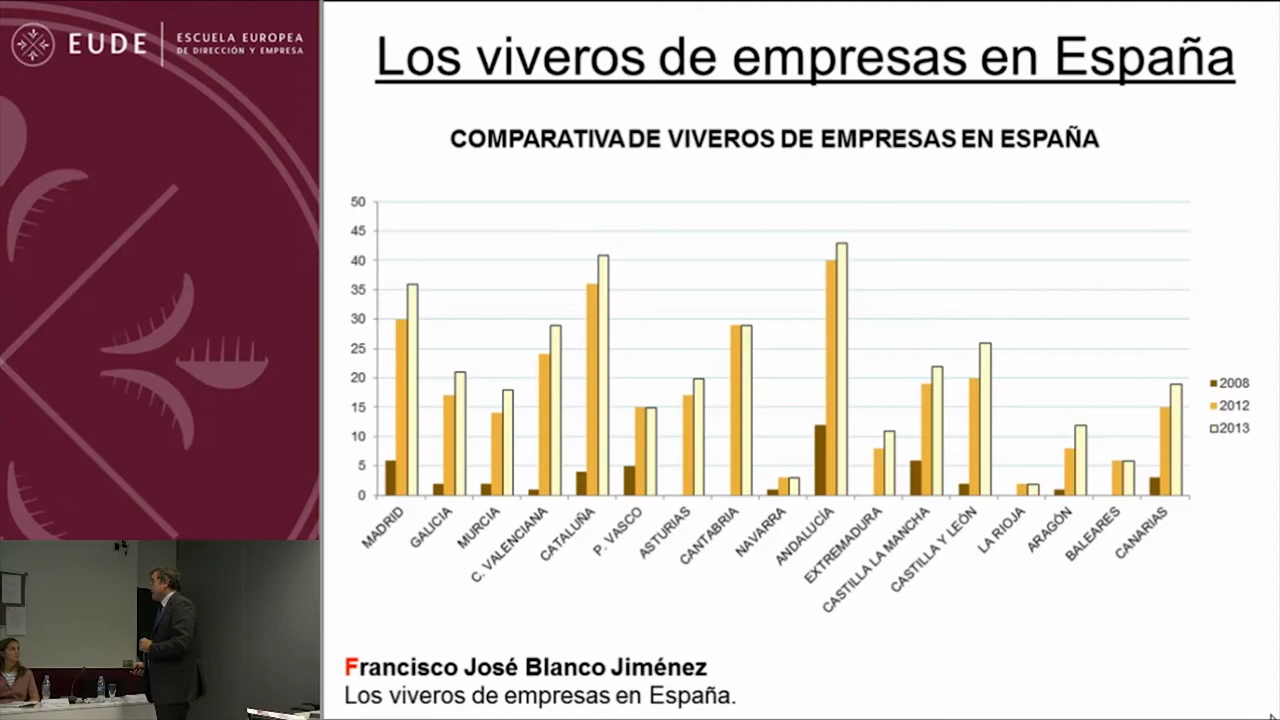 EUDE
ESCUELA EUROPEA
DE DIRECCIÓN Y EMPRESA
Los viveros de empresas en España
COMPARATIVA DE VIVEROS DE EMPRESAS EN ESPAÑA
50
45
40
35
30
25
20
15
10
5
0
MADRID
GALICIA
MURCIA
C. VALENCIANA
CATALUÑA
P. VASCO
ASTURIAS
CANTABRIA
NAVARRA
ANDALUCÍA
EXTREMADURA
CASTILLA LA MANCHA
CASTILLA Y LEÓN
LA RIOJA
ARAGÓN
BALEARES
CANARIAS
2008
2012
2013
Francisco José Blanco Jiménez
Los viveros de empresas en España.